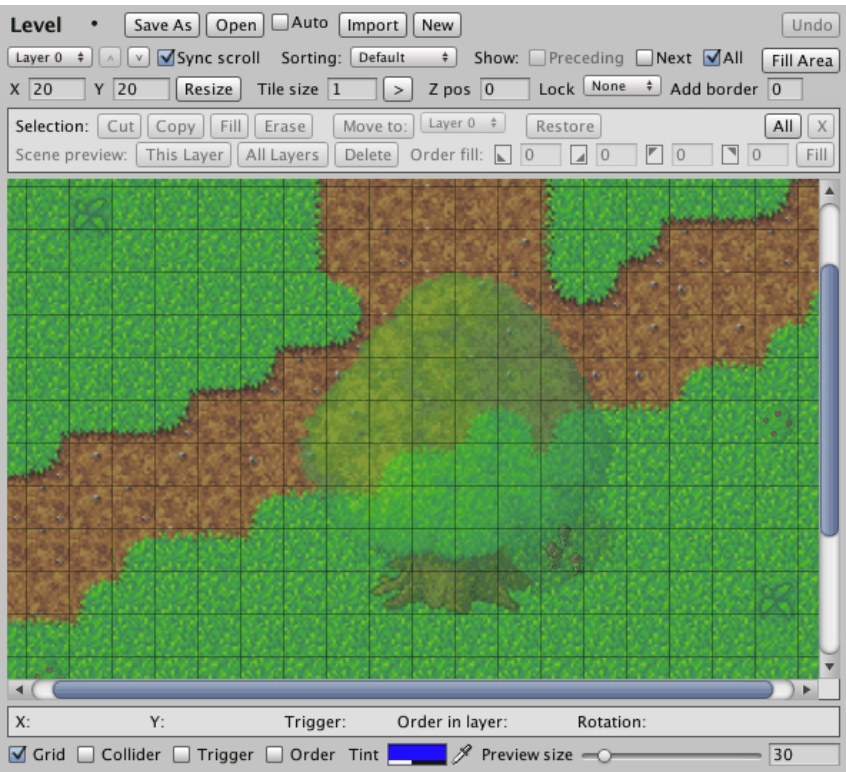 Level • Save As Open Auto Import New Undo
Layer 0 Sync scroll Sorting: Default Show: Preceding Next All Fill Area
X 20 Y 20 Resize Tile size 1 > Z pos 0 Lock None Add border 0
Selection: Cut Copy Fill Erase Move to: Layer 0 Restore All X
Scene preview: This Layer All Layers Delete Order fill: 0 0 0 0 Fill
X: Y: Trigger: Order in layer: Rotation:
Grid Collider Trigger Order Tint Preview size 30